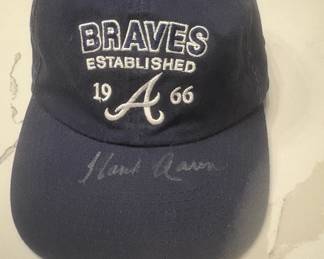 BRAVES
ESTABLISHED
19 A 66
Hank Aaron